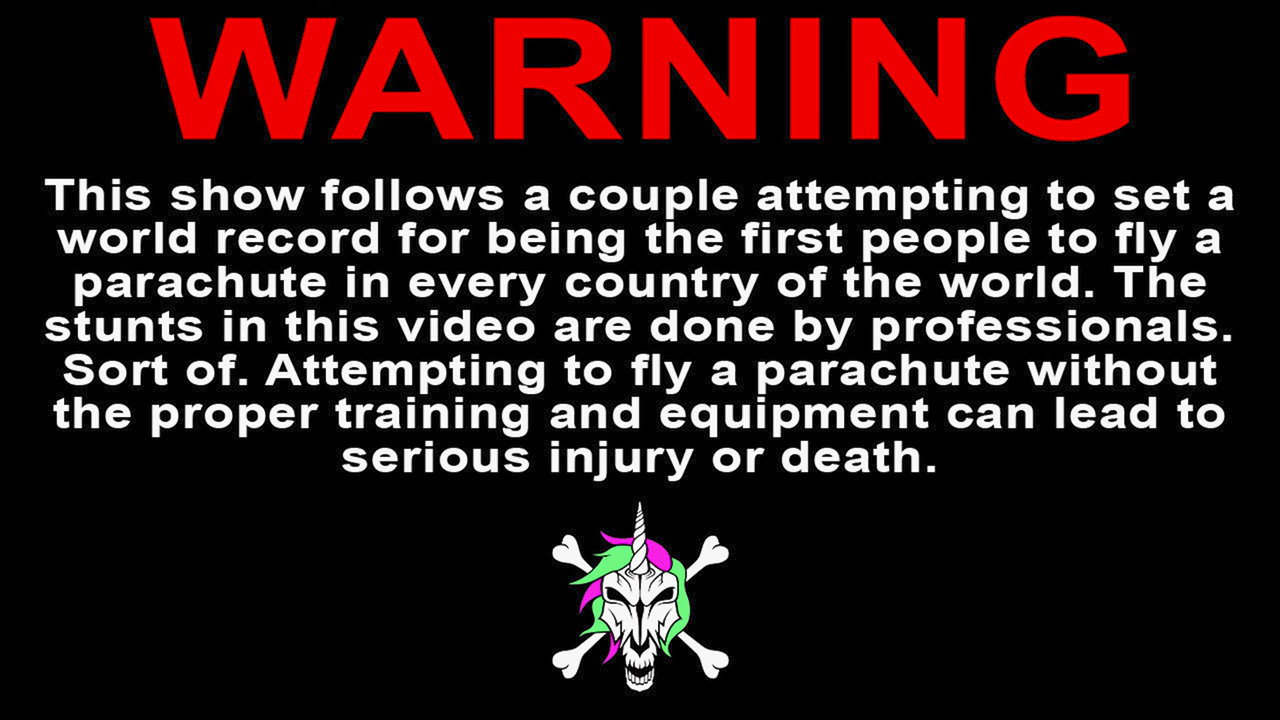 WARNING
This show follows a couple attempting to set a
world record for being the first people to fly a
parachute in every country of the world. The
stunts in this video are done by professionals.
Sort of. Attempting to fly a parachute without
the proper training and equipment can lead to
serious injury or death.